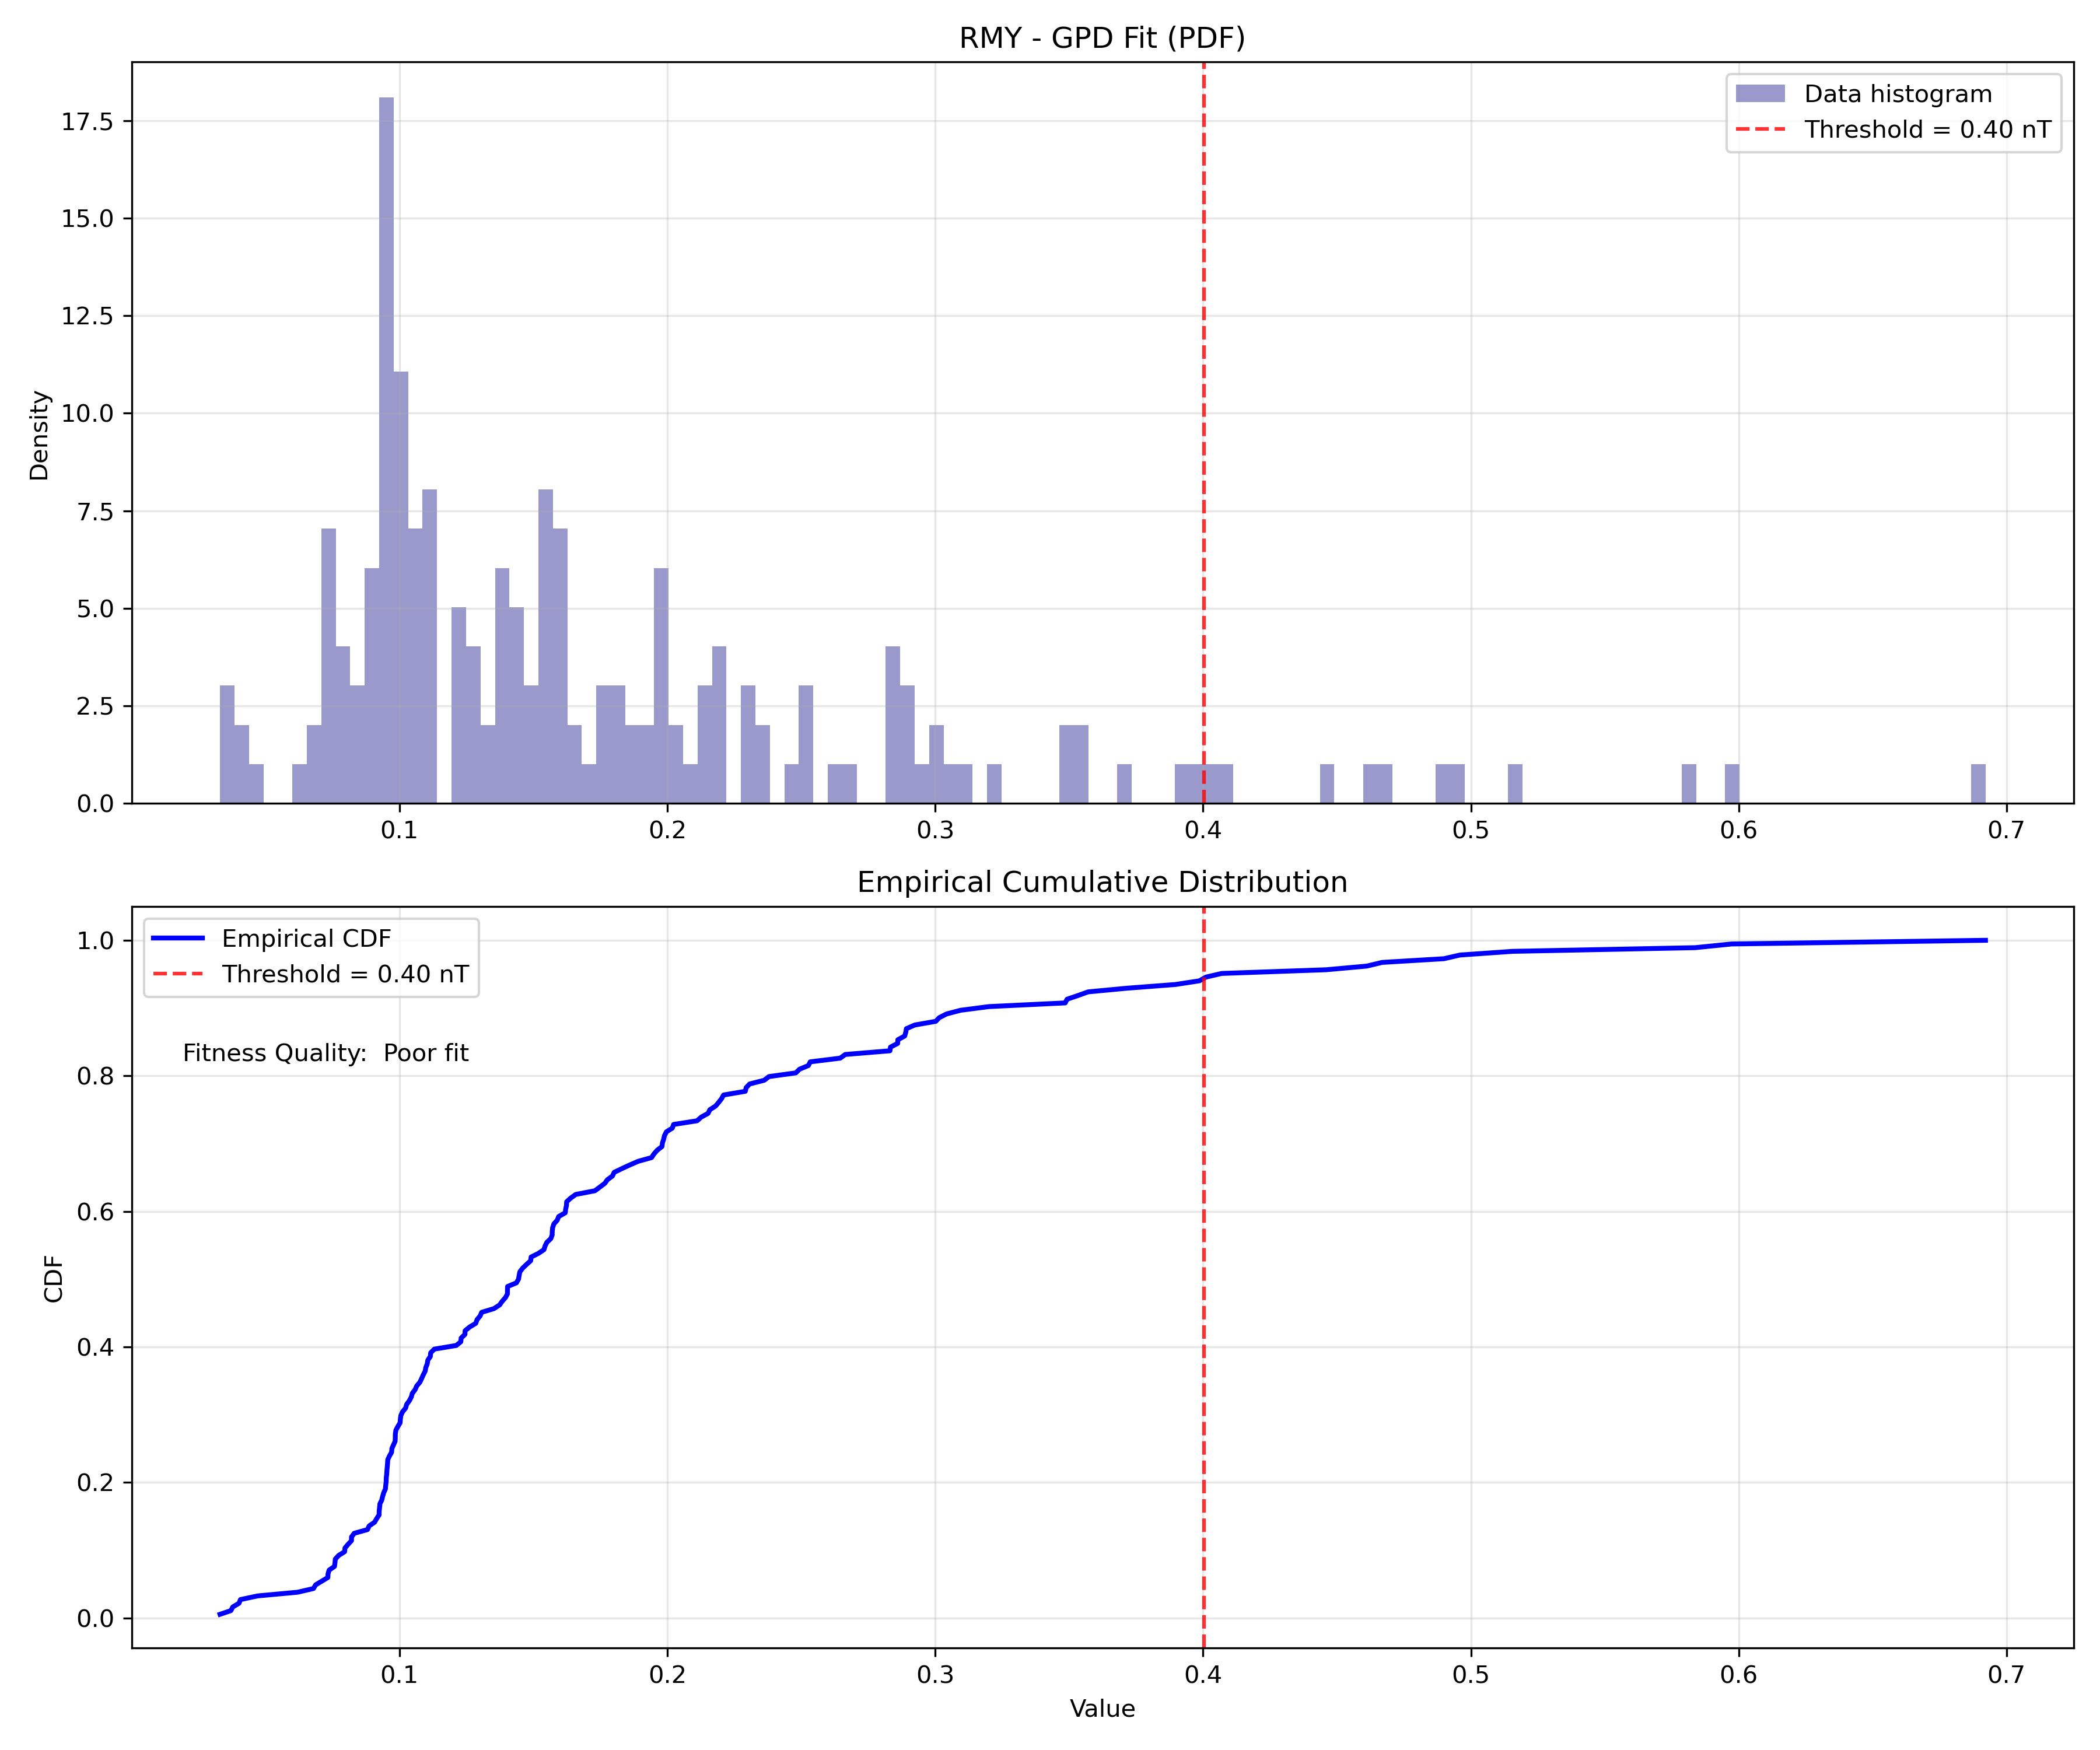 RMY - GPD Fit (PDF)
Data histogram
Threshold = 0.40 nT
Density
17.5
15.0
12.5
10.0
7.5
5.0
2.5
0.0
0.1 0.2 0.3 0.4 0.5 0.6 0.7
Empirical Cumulative Distribution
Empirical CDF
Threshold = 0.40 nT
Fitness Quality:  Poor fit
CDF
1.0
0.8
0.6
0.4
0.2
0.0
0.1 0.2 0.3 0.4 0.5 0.6 0.7
Value